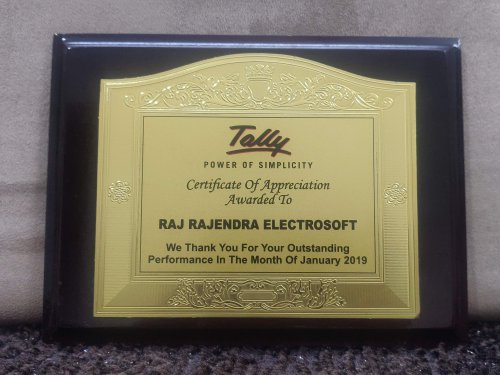 Tally
POWER OF SIMPLICITY
Certificate Of Appreciation
Awarded To
RAJ RAJENDRA ELECTROSOFT
We Thank You For Your Outstanding
Performance In The Month Of January 2019